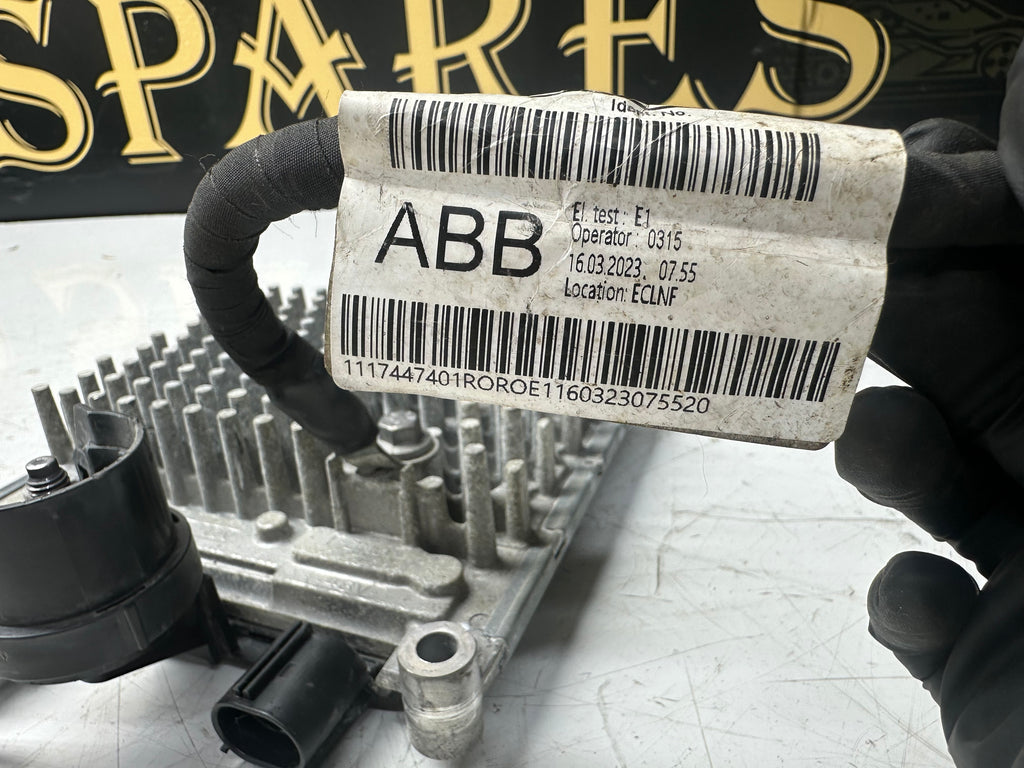 SPARES
Ident. No.
ABB
El. test : E1
Operator : 0315
16.03.2023. 07.55
Location: ECLNF
1117447401ROROE1160323075520